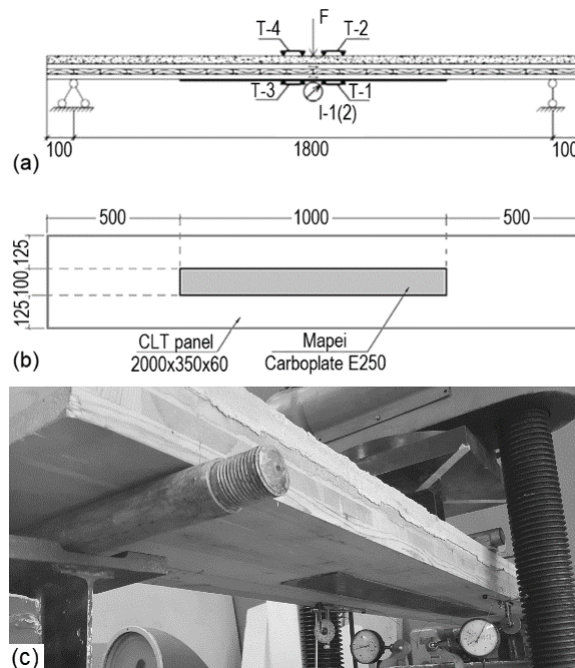 F
T-4
T-2
T-3
T-1
I-1(2)
100
1800
100
(a)
500
1000
500
125
100
125
CLT panel
2000x350x60
Mapei
Carboplate E250
(b)
(c)